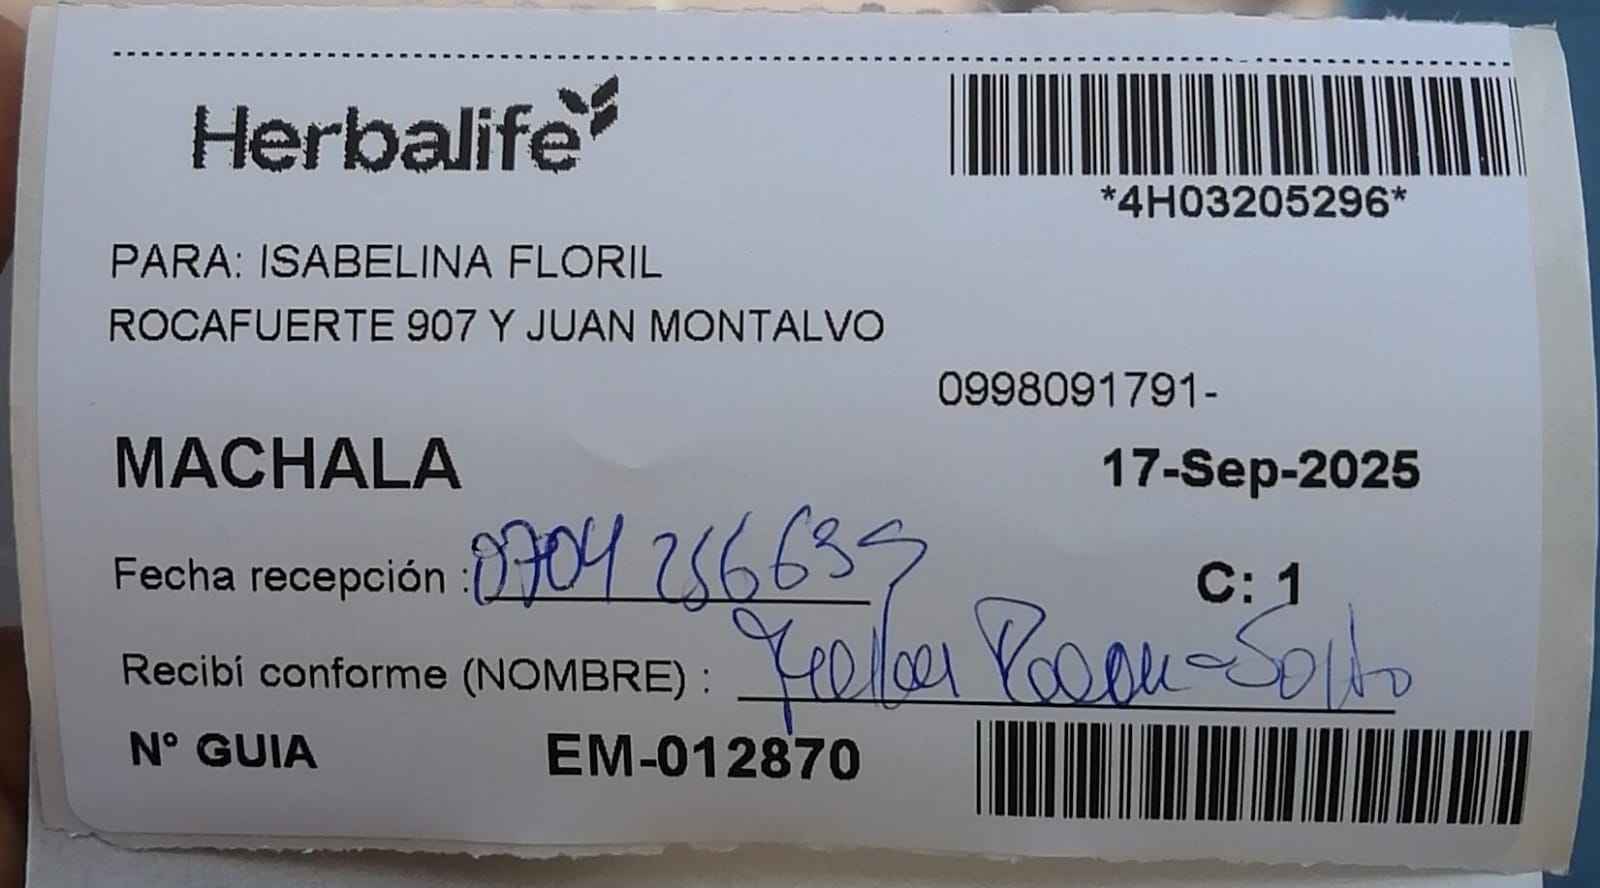 Herbalife
*4H03205296*
PARA: ISABELINA FLORIL
ROCAFUERTE 907 Y JUAN MONTALVO
0998091791-
MACHALA
17-Sep-2025
Fecha recepción : 0704256635
C: 1
Recibí conforme (NOMBRE) :
N° GUIA EM-012870